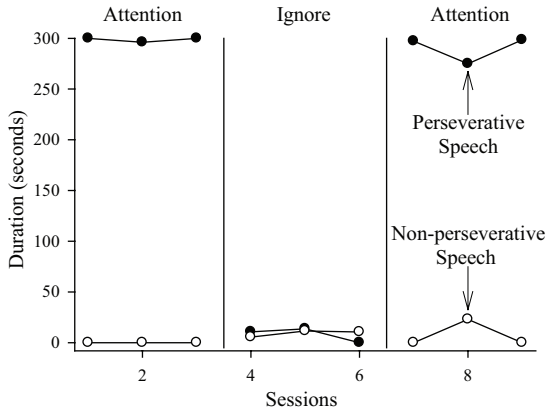 Attention
Ignore
Attention
300
250
200
150
100
50
0
Duration (seconds)
Perseverative
Speech
Non-perseverative
Speech
2
4
6
8
Sessions